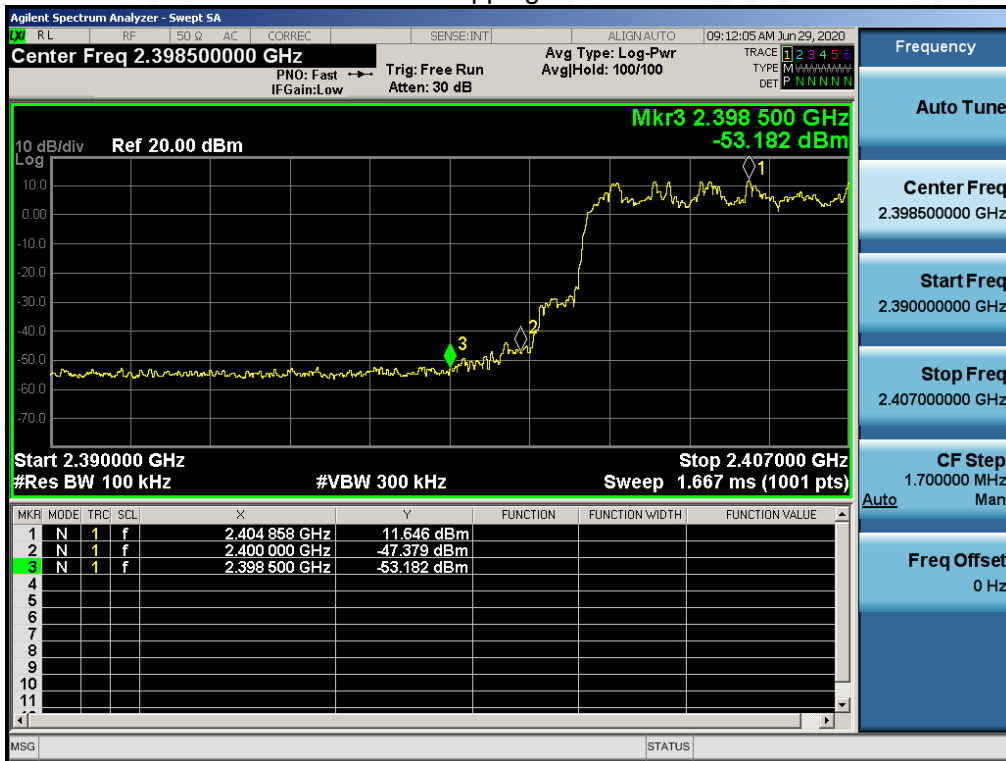 Agilent Spectrum Analyzer - Swept SA
LXI RL RF 50 Ω AC CORREC SENSE:INT ALIGN AUTO 09:12:05 AM Jun 29, 2020
Center Freq 2.398500000 GHz
PNO: Fast
IFGain:Low
Trig: Free Run
Atten: 30 dB
Avg Type: Log-Pwr
Avg|Hold: 100/100
TRACE 1 2 3 4 5 6
TYPE M
DET P N N N N N
Mkr3 2.398 500 GHz
-53.182 dBm
10 dB/div Ref 20.00 dBm
Log
10.0
0.00
-10.0
-20.0
-30.0
-40.0
-50.0
-60.0
-70.0
1
2
3
Start 2.390000 GHz Stop 2.407000 GHz
#Res BW 100 kHz #VBW 300 kHz Sweep 1.667 ms (1001 pts)
MKR MODE TRC SCL X Y FUNCTION FUNCTION WIDTH FUNCTION VALUE
1 N 1 f 2.404 858 GHz 11.646 dBm
2 N 1 f 2.400 000 GHz -47.379 dBm
3 N 1 f 2.398 500 GHz -53.182 dBm
4
5
6
7
8
9
10
11
MSG STATUS
Frequency
Auto Tune
Center Freq
2.398500000 GHz
Start Freq
2.390000000 GHz
Stop Freq
2.407000000 GHz
CF Step
1.700000 MHz
Auto Man
Freq Offset
0 Hz